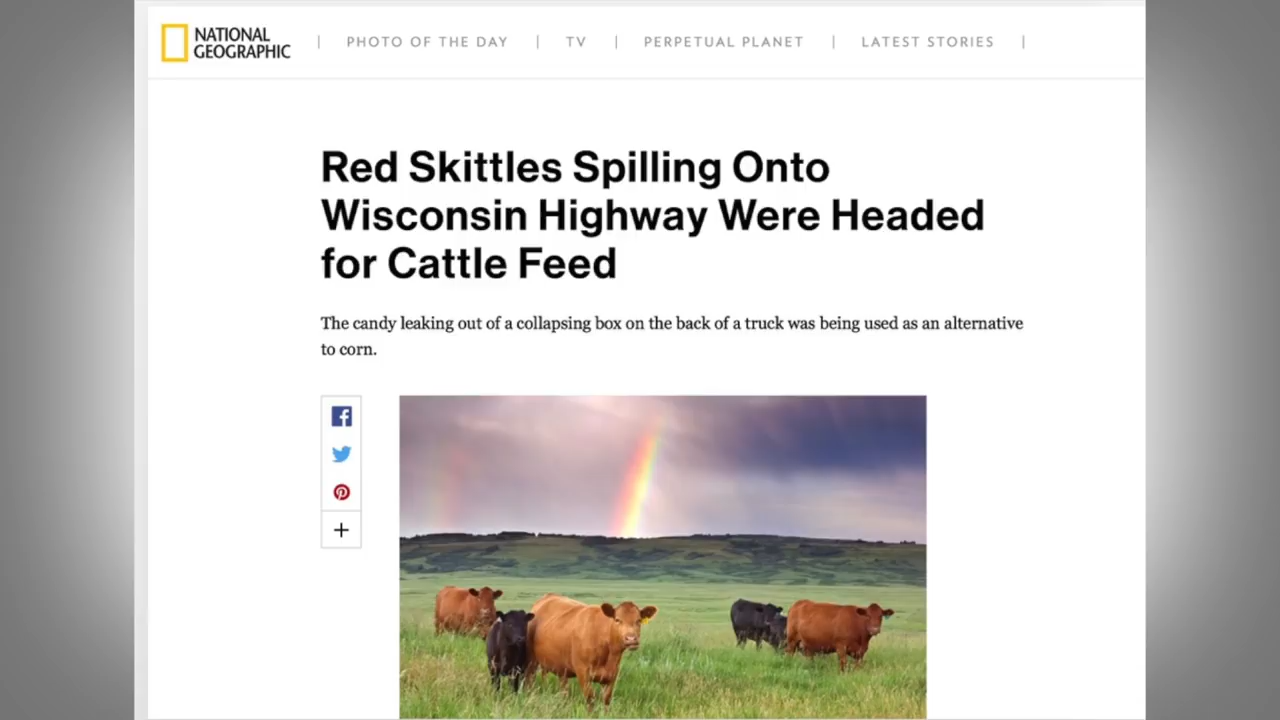 NATIONAL
GEOGRAPHIC
| PHOTO OF THE DAY | TV | PERPETUAL PLANET | LATEST STORIES |
Red Skittles Spilling Onto
Wisconsin Highway Were Headed
for Cattle Feed
The candy leaking out of a collapsing box on the back of a truck was being used as an alternative
to corn.